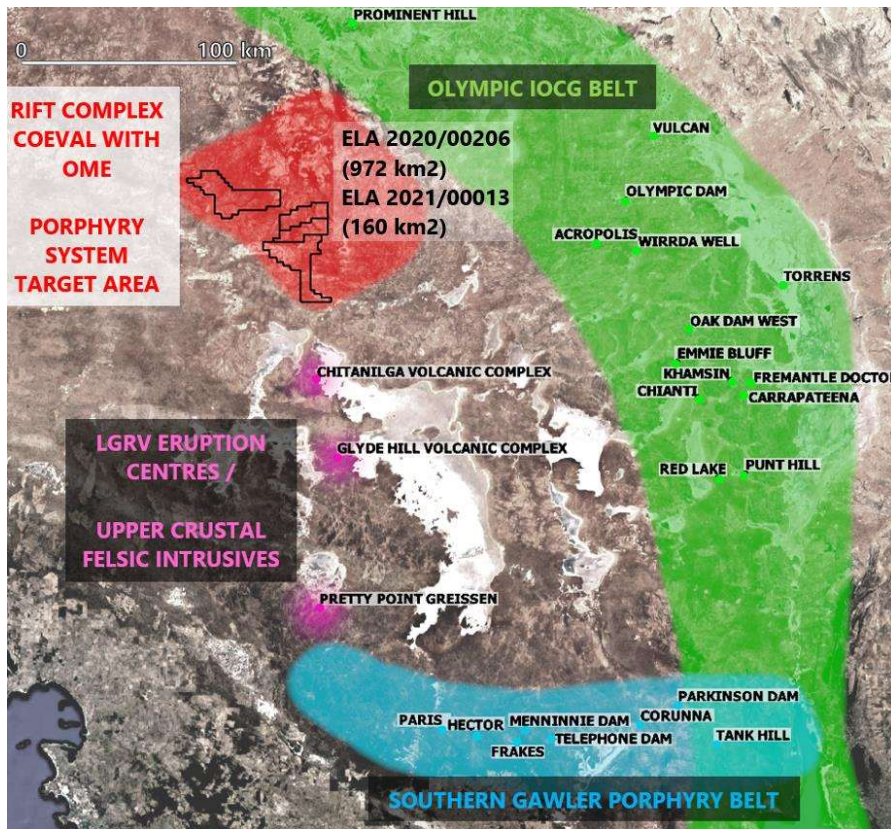 PROMINENT HILL
0 100 km
OLYMPIC IOCG BELT
RIFT COMPLEX
COEVAL WITH
OME
PORPHYRY
SYSTEM
TARGET AREA
ELA 2020/00206
(972 km2)
ELA 2021/00013
(160 km2)
VULCAN
OLYMPIC DAM
ACROPOLIS
WIRRDA WELL
TORRENS
OAK DAM WEST
EMMIE BLUFF
KHAMSIN
FREMANTLE DOCTO
CHIANTI
CARRAPATEENA
CHITANILGA VOLCANIC COMPLEX
LGRV ERUPTION
CENTRES /
UPPER CRUSTAL
FELSIC INTRUSIVES
GLYDE HILL VOLCANIC COMPLEX
RED LAKE
PUNT HILL
PRETTY POINT GREISSEN
PARKINSON DAM
PARIS
HECTOR
MENNINNIE DAM
CORUNNA
FRAKES
TELEPHONE DAM
TANK HILL
SOUTHERN GAWLER PORPHYRY BELT